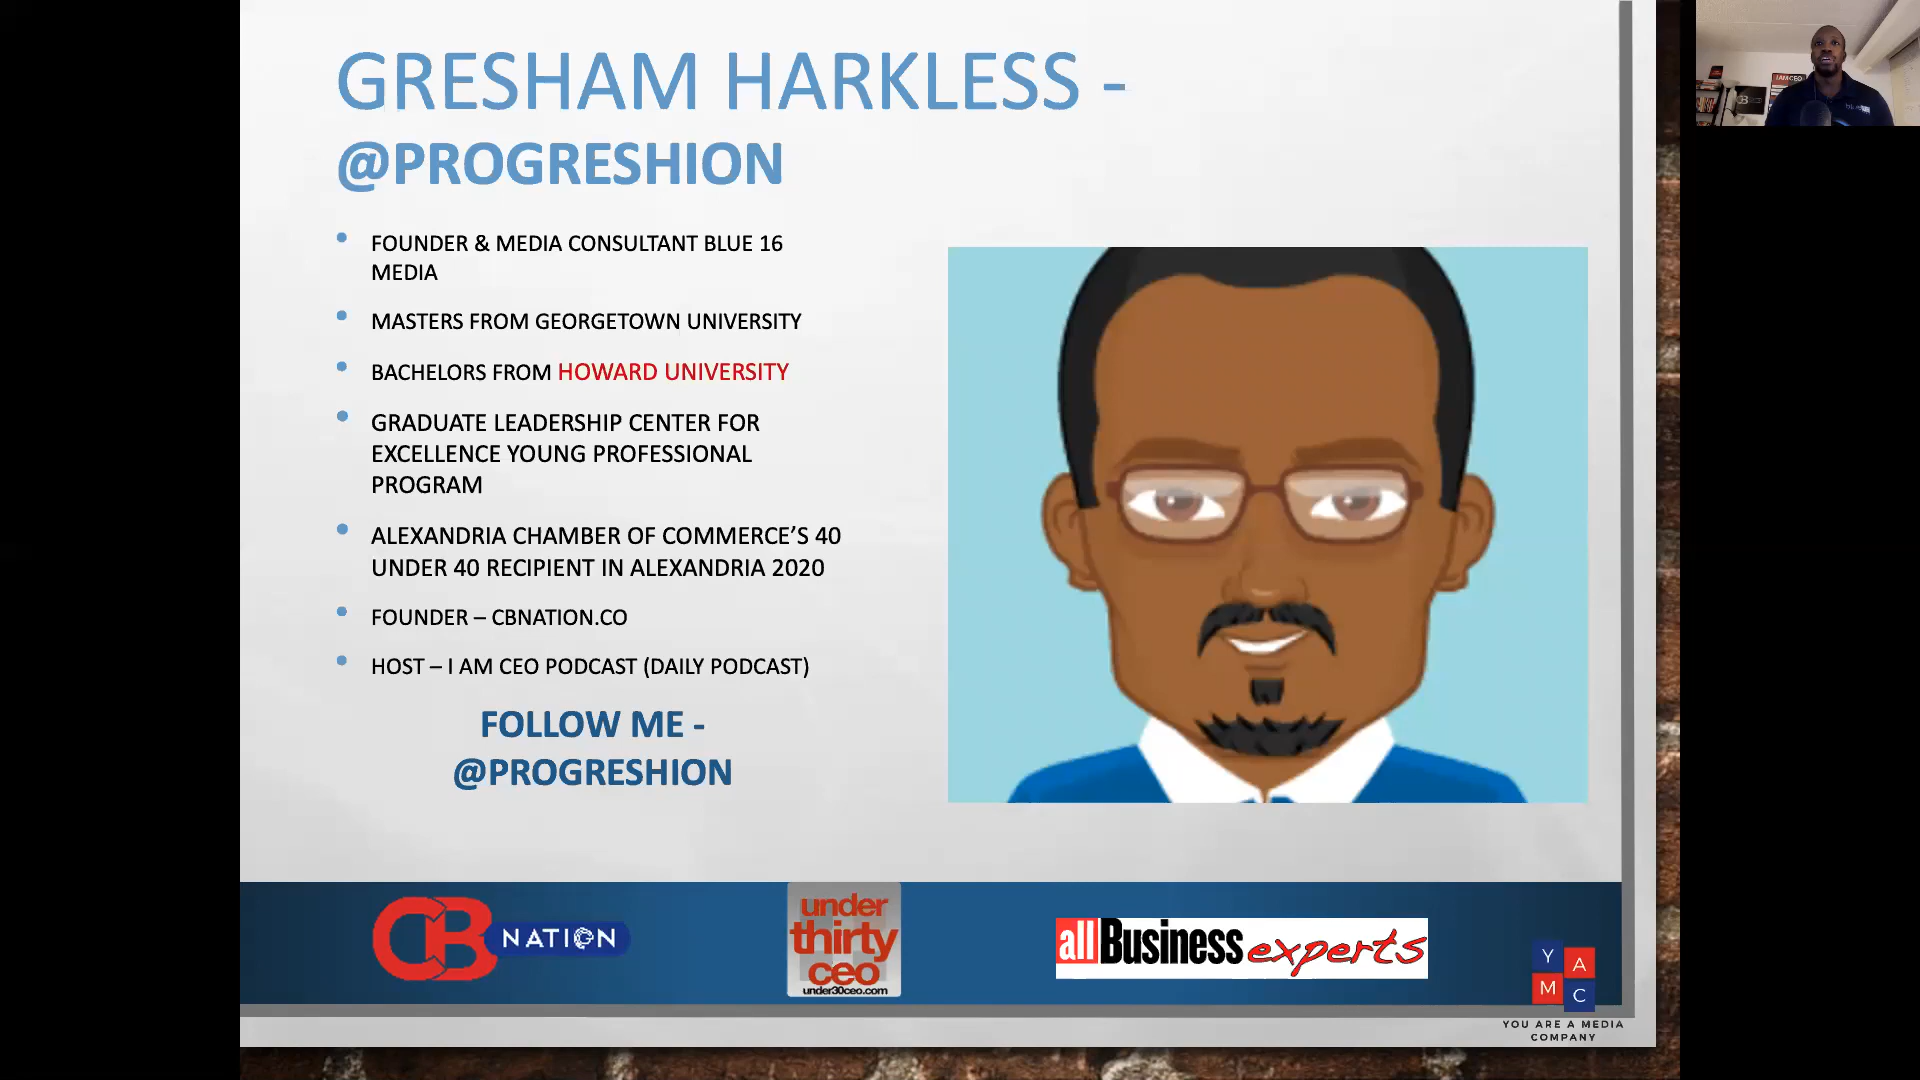 GRESHAM HARKLESS -
@PROGRESHION
FOUNDER & MEDIA CONSULTANT BLUE 16
MEDIA
MASTERS FROM GEORGETOWN UNIVERSITY
BACHELORS FROM HOWARD UNIVERSITY
GRADUATE LEADERSHIP CENTER FOR
EXCELLENCE YOUNG PROFESSIONAL
PROGRAM
ALEXANDRIA CHAMBER OF COMMERCE’S 40
UNDER 40 RECIPIENT IN ALEXANDRIA 2020
FOUNDER – CBNATION.CO
HOST – I AM CEO PODCAST (DAILY PODCAST)
FOLLOW ME -
@PROGRESHION
CB NATION
under
thirty
ceo
under30ceo.com
allBusiness experts
Y A
M C
YOU ARE A MEDIA
COMPANY
I AM CEO